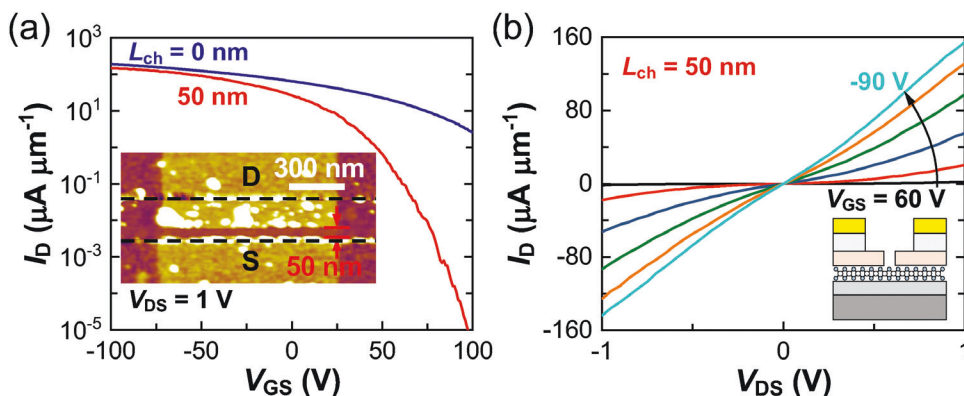 (a)
10³
10¹
10⁻¹
10⁻³
10⁻⁵
I_D (µA µm⁻¹)
L_ch = 0 nm
50 nm
D
300 nm
S
50 nm
V_DS = 1 V
-100 -50 0 50 100
V_GS (V)
(b)
160
80
0
-80
-160
I_D (µA µm⁻¹)
L_ch = 50 nm
-90 V
V_GS = 60 V
-1 0 1
V_DS (V)